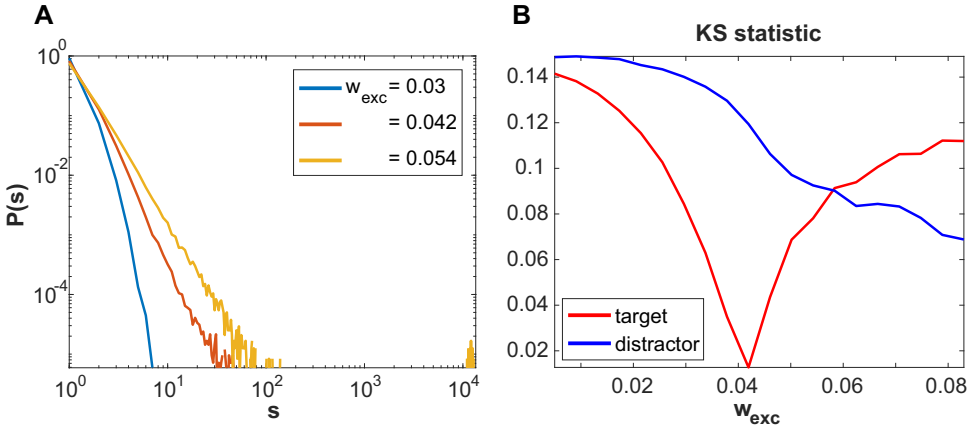 A
10^0
10^-2
10^-4
P(s)
w_exc = 0.03
= 0.042
= 0.054
10^0
10^1
10^2
10^3
10^4
s
B
KS statistic
0.14
0.12
0.1
0.08
0.06
0.04
0.02
target
distractor
0.02
0.04
0.06
0.08
w_exc